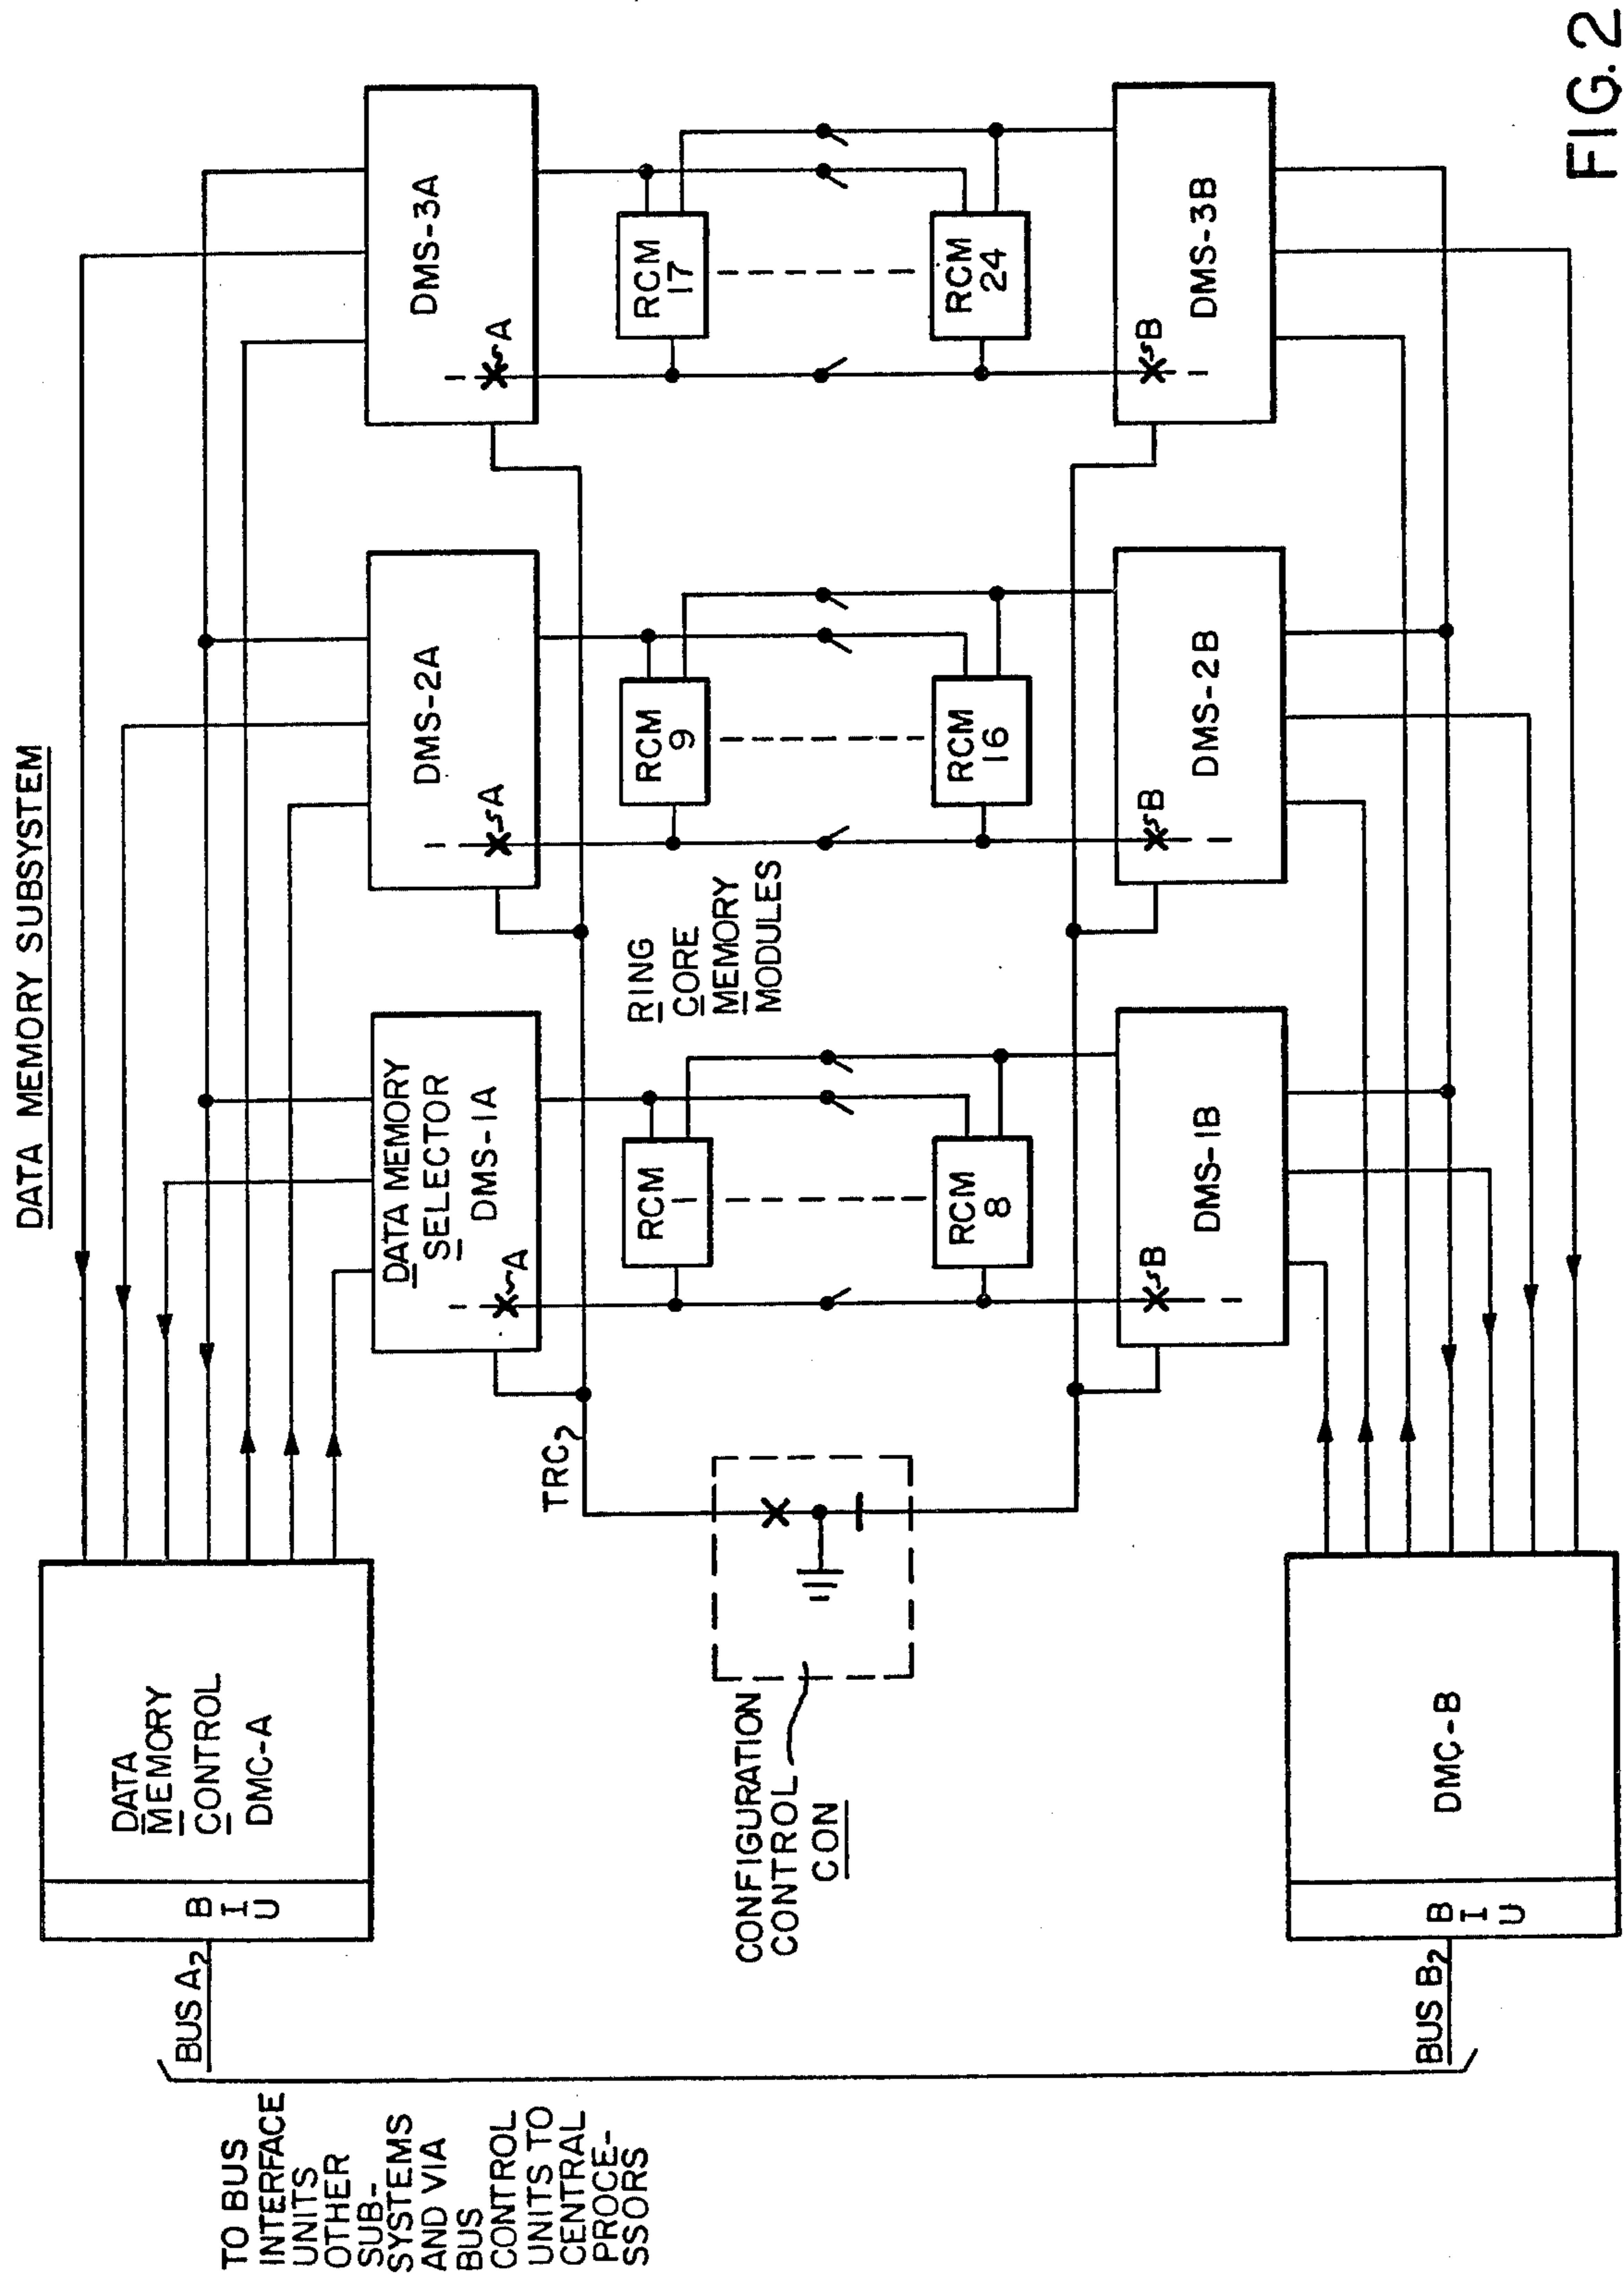 DATA MEMORY SUBSYSTEM
DATA
MEMORY
CONTROL
DMC-A
B
I
U
BUS A2
DATA MEMORY
SELECTOR
DMS-1A
A
DMS-2A
A
DMS-3A
A
TRC
RCM
1
RCM
8
RING
CORE
MEMORY
MODULES
RCM
9
RCM
16
RCM
17
RCM
24
CONFIGURATION
CONTROL
CON
DMS-1B
B
DMS-2B
B
DMS-3B
B
DMC-B
B
I
U
BUS B2
TO BUS
INTERFACE
UNITS
OTHER
SUB-
SYSTEMS
AND VIA
BUS
CONTROL
UNITS TO
CENTRAL
PROCE-
SSORS
FIG. 2